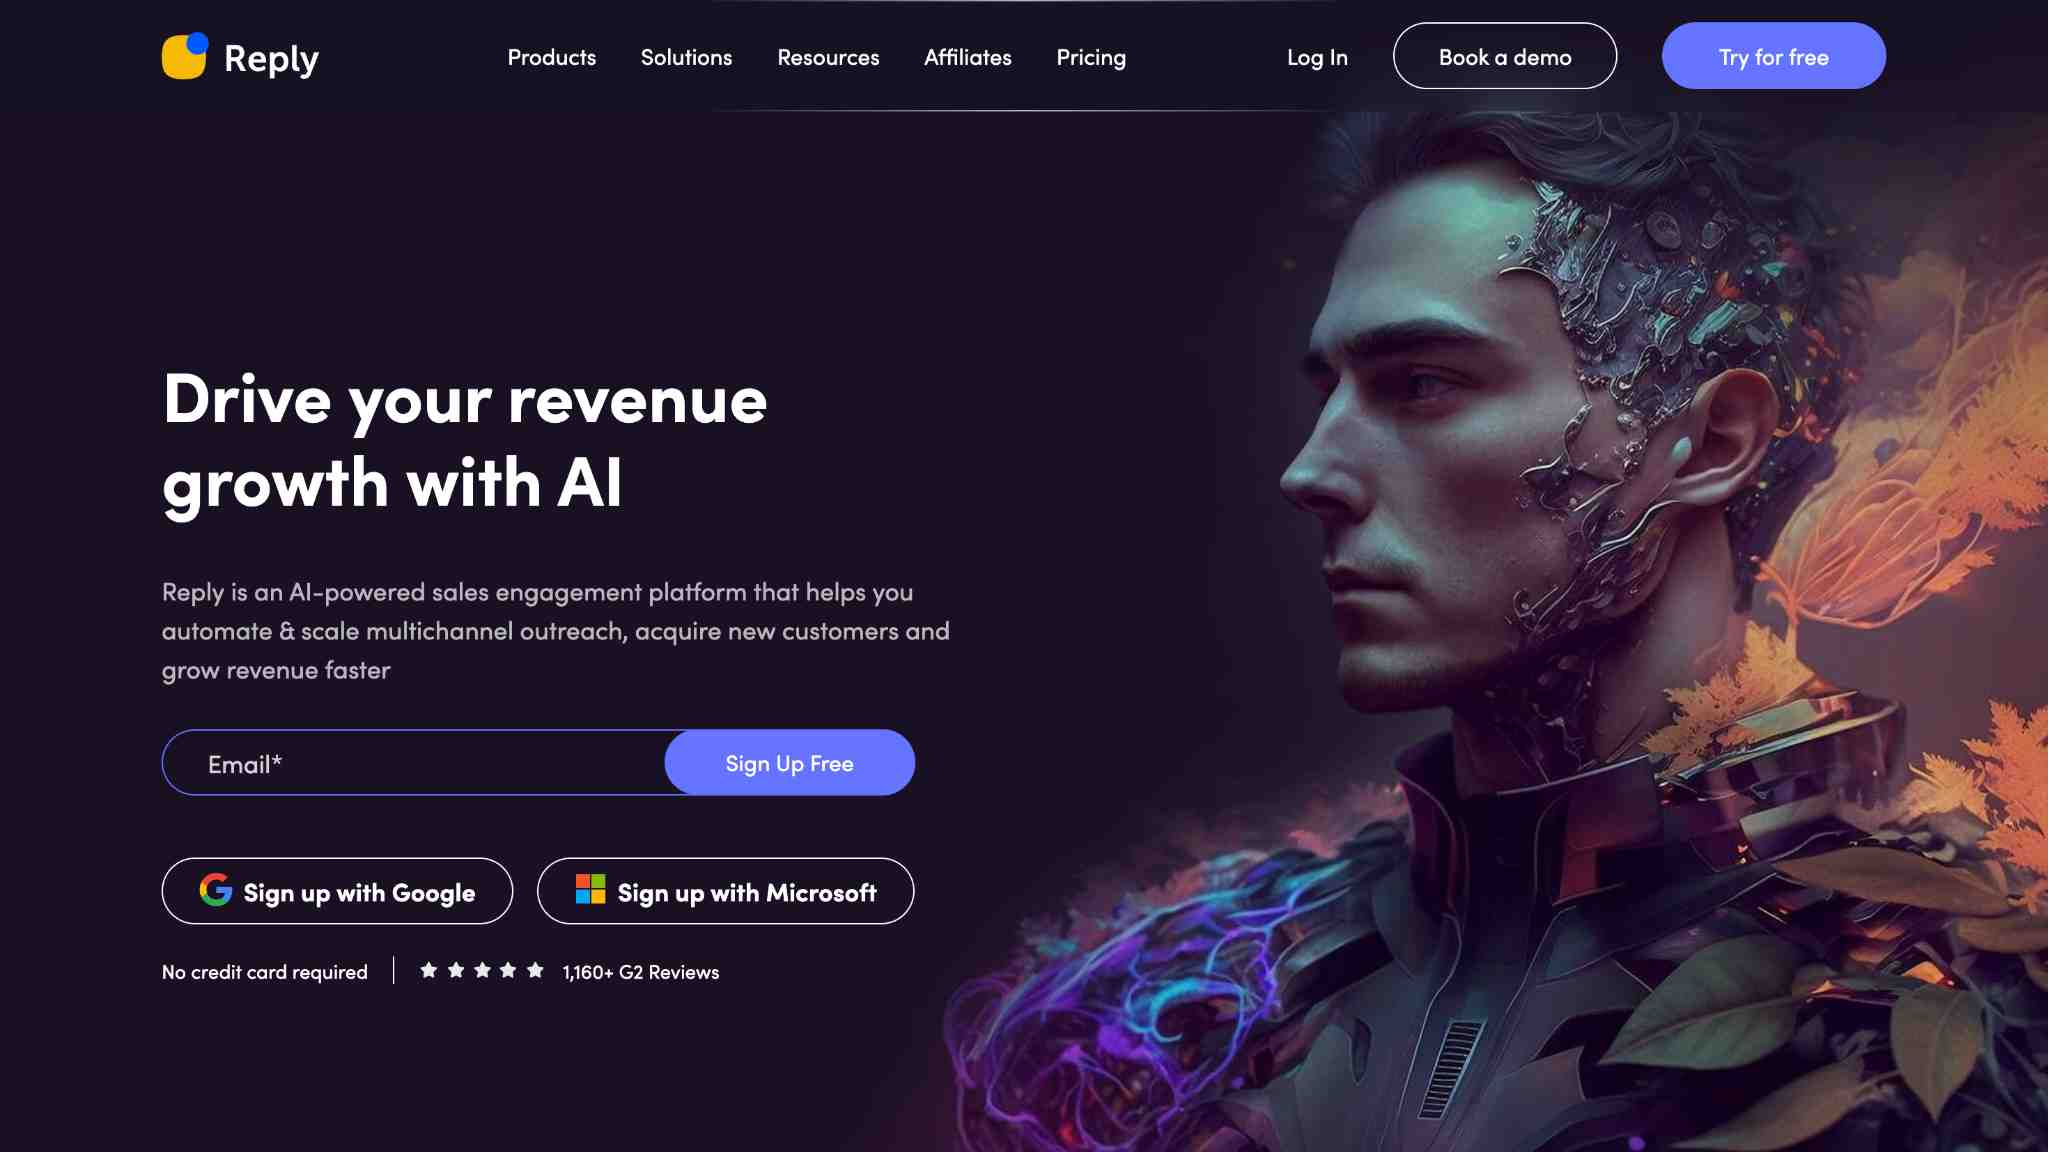 Reply
Products
Solutions
Resources
Affiliates
Pricing
Log In
Book a demo
Try for free
Drive your revenue
growth with AI
Reply is an AI-powered sales engagement platform that helps you
automate & scale multichannel outreach, acquire new customers and
grow revenue faster
Email*
Sign Up Free
Sign up with Google
Sign up with Microsoft
No credit card required
1,160+ G2 Reviews